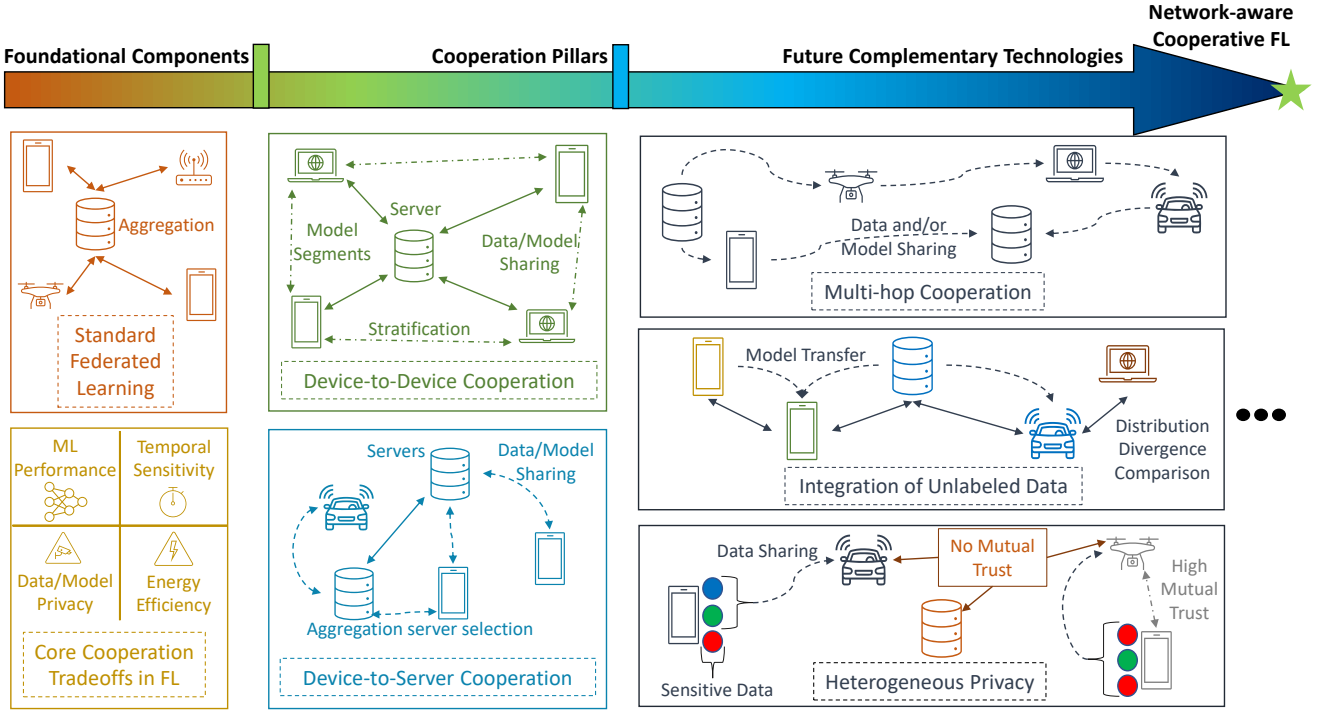 Network-aware
Cooperative FL
Foundational Components
Cooperation Pillars
Future Complementary Technologies
Aggregation
Standard
Federated
Learning
ML
Performance
Temporal
Sensitivity
Data/Model
Privacy
Energy
Efficiency
Core Cooperation
Tradeoffs in FL
Server
Model
Segments
Data/Model
Sharing
Stratification
Device-to-Device Cooperation
Servers
Data/Model
Sharing
Aggregation server selection
Device-to-Server Cooperation
Data and/or
Model Sharing
Multi-hop Cooperation
Model Transfer
Distribution
Divergence
Comparison
Integration of Unlabeled Data
Data Sharing
No Mutual
Trust
High
Mutual
Trust
Sensitive Data
Heterogeneous Privacy